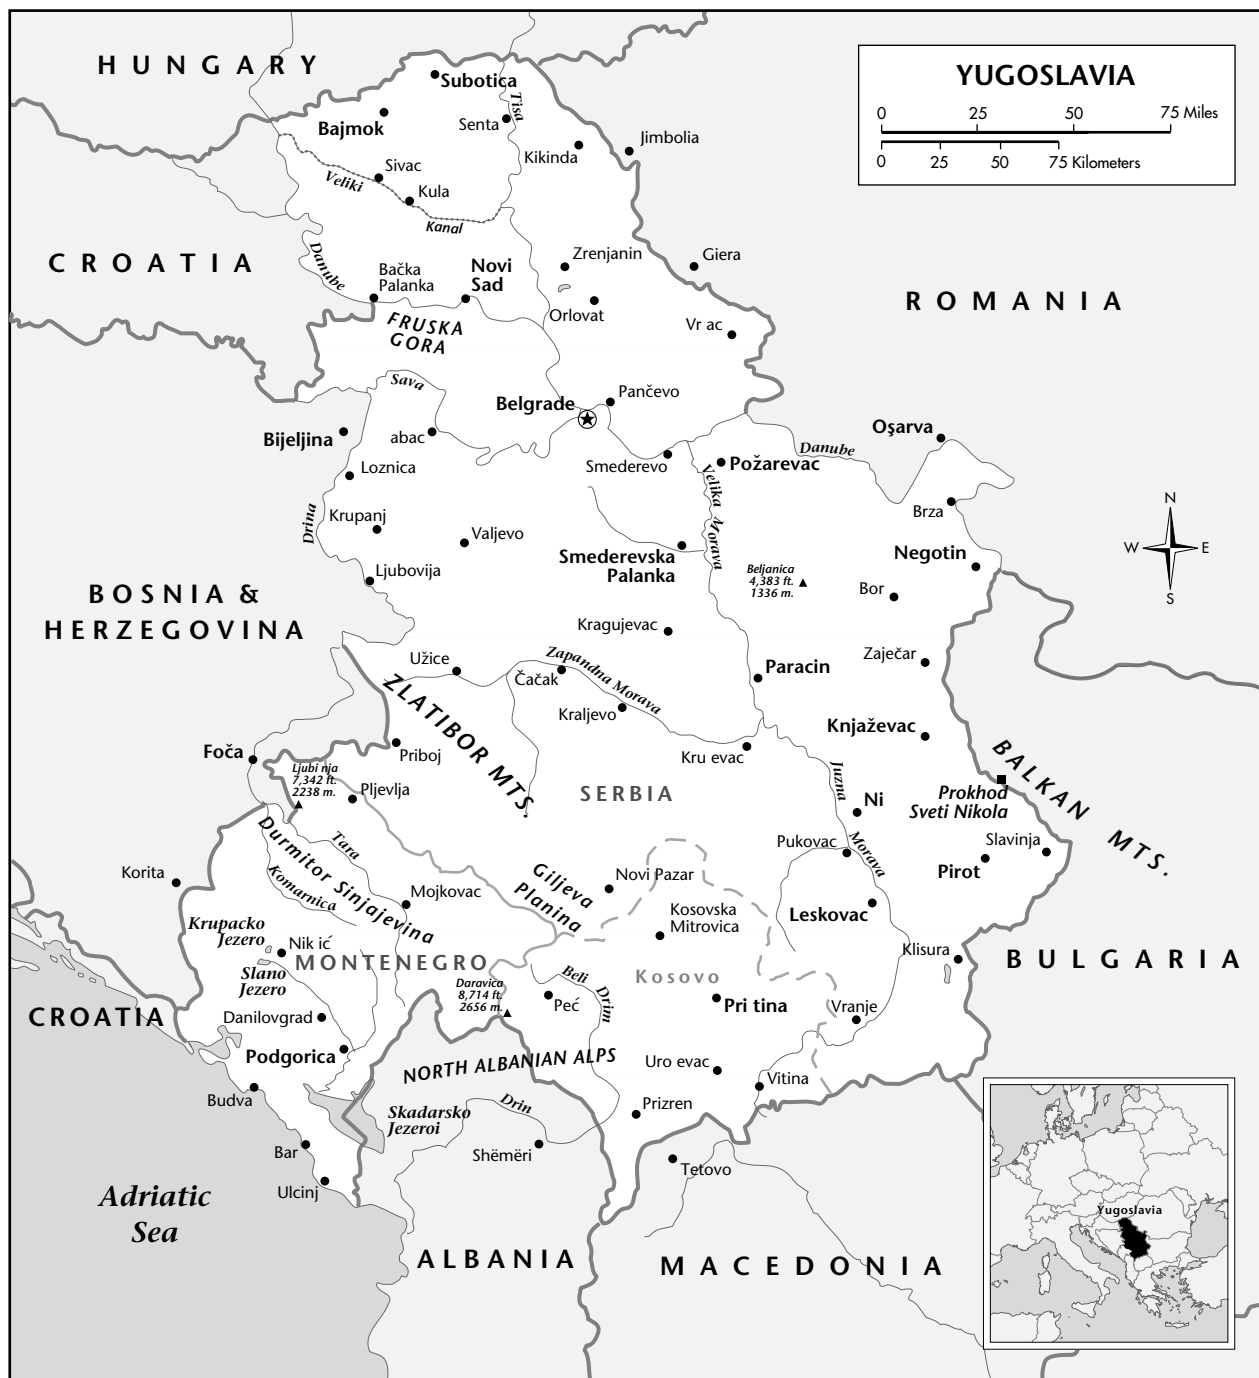 HUNGARY
YUGOSLAVIA
0 25 50 75 Miles
0 25 50 75 Kilometers
Subotica
Tisa
Bajmok
Senta
Kikinda
Jimbolia
Sivac
Veliki
Kula
Kanal
CROATIA
Danube
Bačka
Palanka
Novi
Sad
Zrenjanin
Giera
ROMANIA
Orlovat
Vr ac
FRUSKA
GORA
Sava
Belgrade
Pančevo
Bijeljina
abac
Oşarva
Danube
Loznica
Smederevo
Požarevac
Velika Morava
Drina
Krupanj
Valjevo
Brza
N
W E
S
Smederevska
Palanka
Negotin
Beljanica
4,383 ft.
1336 m.
Ljubovija
Bor
BOSNIA &
HERZEGOVINA
Kragujevac
Užice
Zapandna Morava
Čačak
Paracin
Zaječar
ZLATIBOR MTS.
Kraljevo
Knjaževac
Foča
Priboj
Kru evac
BALKAN MTS.
Ljubi nja
7,342 ft.
2238 m.
Pljevlja
SERBIA
Juzna
Morava
Ni
Prokhod
Sveti Nikola
Durmitor Sinjajevina
Tara
Pukovac
Slavinja
Korita
Komarnica
Giljeva
Planina
Novi Pazar
Pirot
Mojkovac
Leskovac
Krupacko
Jezero
Kosovska
Mitrovica
Nik ić
Klisura
MONTENEGRO
BULGARIA
Slano
Jezero
Daravica
8,714 ft.
2656 m.
Beli
Drim
Kosovo
Peć
Pri tina
CROATIA
Danilovgrad
Vranje
Podgorica
NORTH ALBANIAN ALPS
Uro evac
Vitina
Budva
Skadarsko
Jezeroi
Drin
Prizren
Bar
Shëmëri
Tetovo
Ulcinj
Adriatic
Sea
ALBANIA
MACEDONIA
Yugoslavia